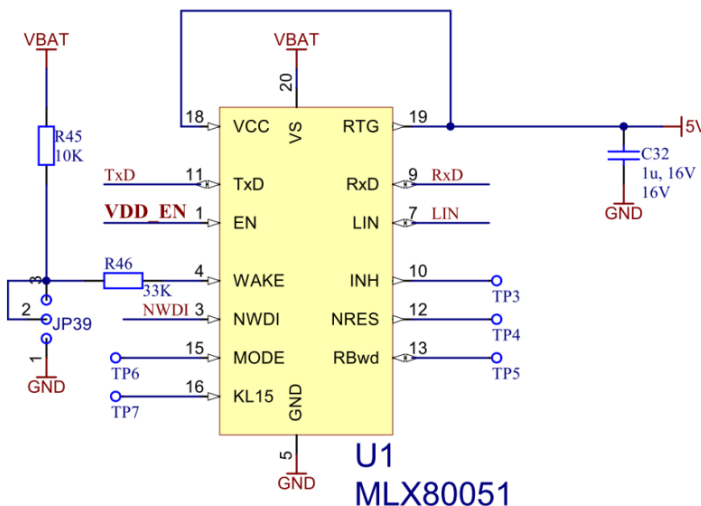 VBAT
VBAT
20
18
VCC
VS
RTG
19
5V
R45
10K
C32
1u, 16V
16V
GND
TxD
11
TxD
RxD
9
RxD
VDD_EN
1
EN
LIN
7
LIN
R46
33K
4
WAKE
INH
10
TP3
3
2
JP39
1
GND
NWDI
3
NWDI
NRES
12
TP4
TP6
15
MODE
RBwd
13
TP5
TP7
16
KL15
GND
5
GND
U1
MLX80051